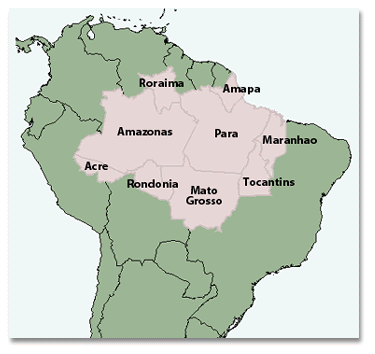 Roraima
Amapa
Amazonas
Para
Maranhao
Acre
Rondonia
Mato
Grosso
Tocantins